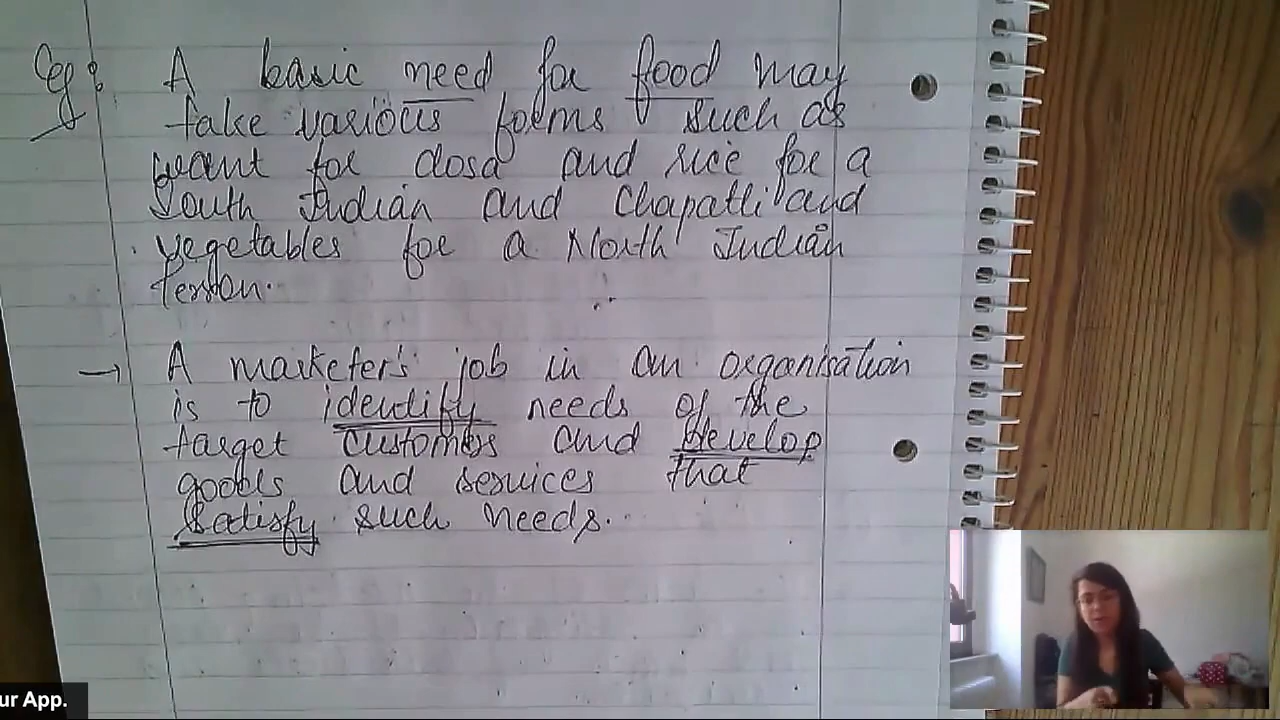 Eg:
A basic need for food may
take various forms such as
want for dosa and rice for a
South Indian and Chapatti and
vegetables for a North Indian
Person.
→ A marketer's job in an organisation
is to identify needs of the
target customers and develop
goods and services that
satisfy such needs.
ur App.